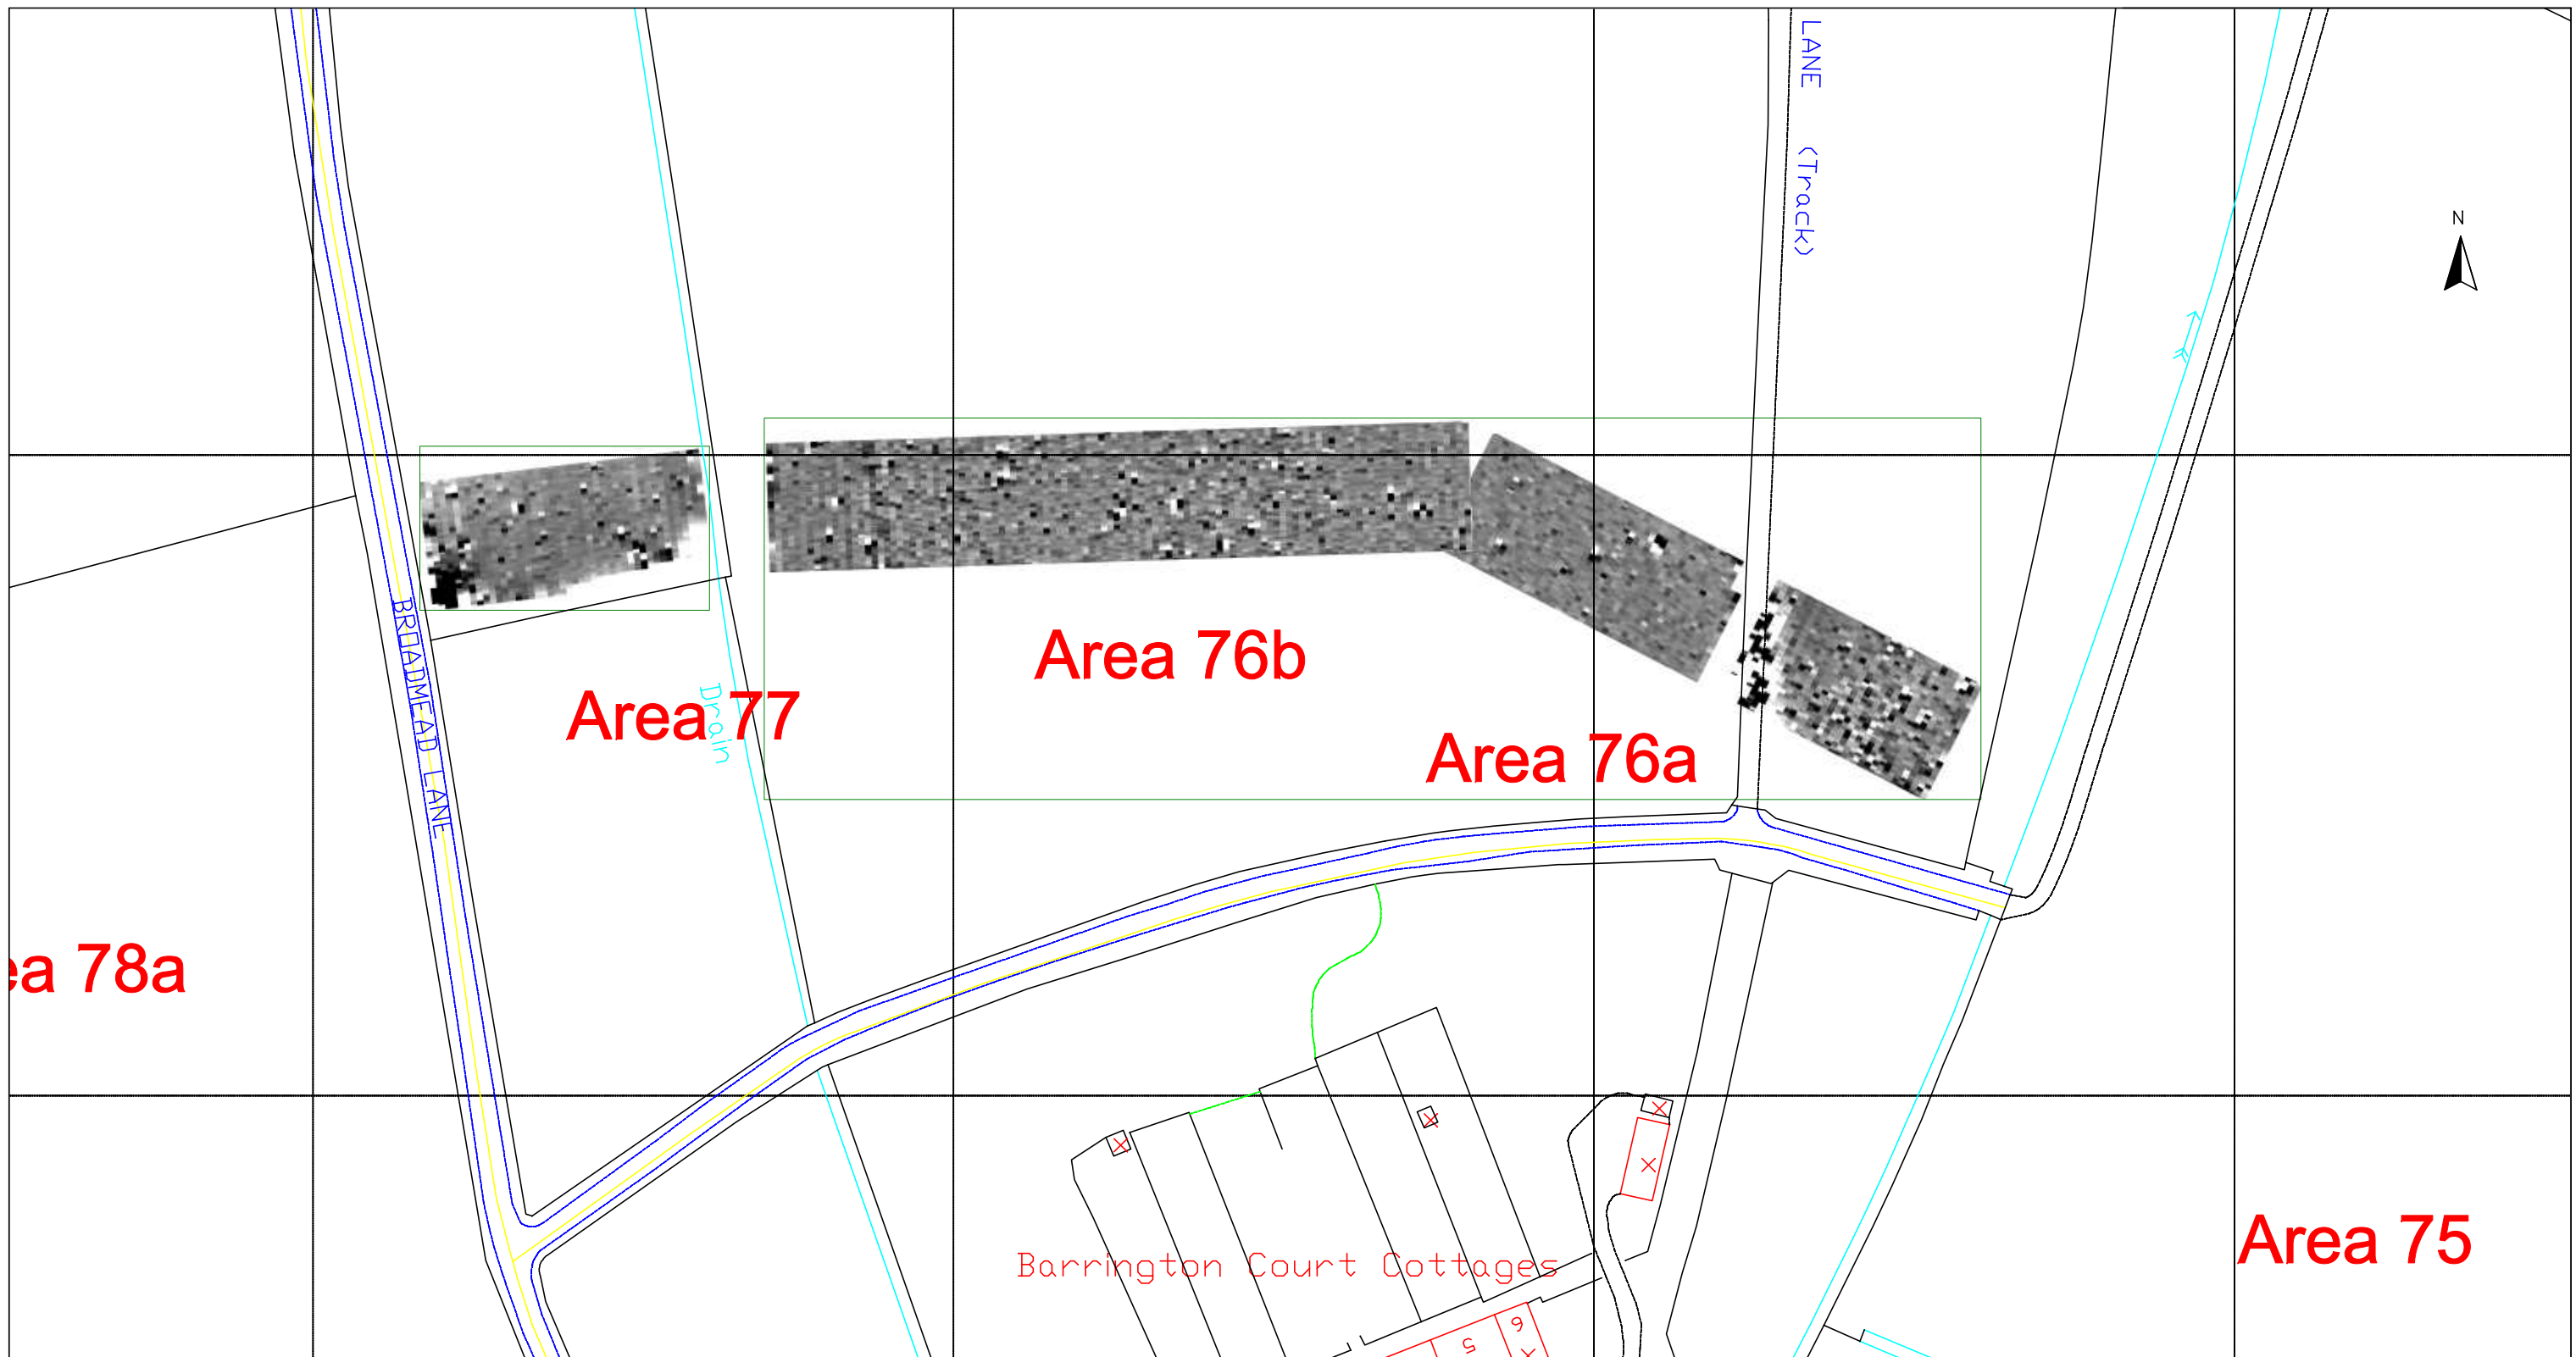 LANE (Track)
N
BROADMEAD LANE
Area 76b
Area 77
Drain
Area 76a
ea 78a
Barrington Court Cottages
Area 75
6
5